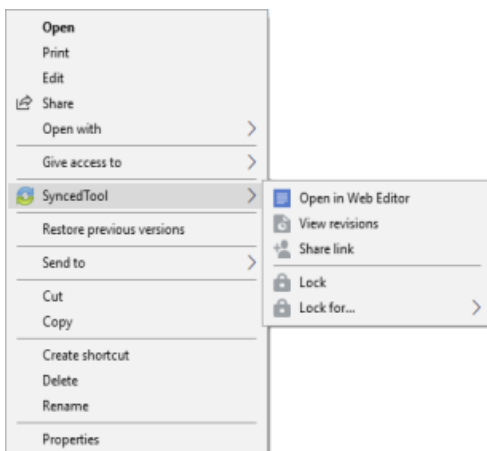 Open
Print
Edit
Share
Open with
Give access to
SyncedTool
Restore previous versions
Send to
Cut
Copy
Create shortcut
Delete
Rename
Properties
Open in Web Editor
View revisions
Share link
Lock
Lock for...